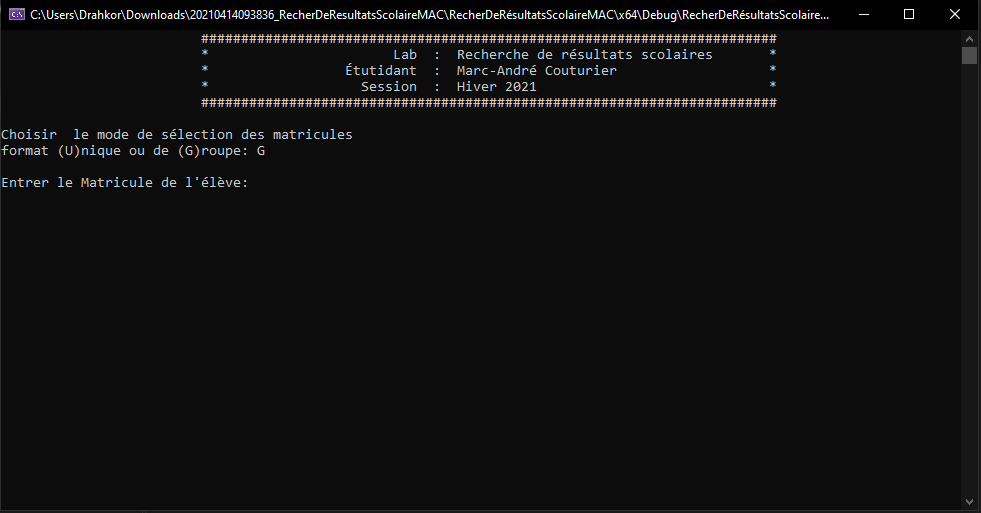 C:\Users\Drahkor\Downloads\20210414093836_RecherDeResultatsScolaireMAC\RecherDeRésultatsScolaireMAC\x64\Debug\RecherDeRésultatsScolaire...
########################################################################
* Lab : Recherche de résultats scolaires *
* Étutidant : Marc-André Couturier *
* Session : Hiver 2021 *
########################################################################
Choisir  le mode de sélection des matricules
format (U)nique ou de (G)roupe: G
Entrer le Matricule de l'élève: